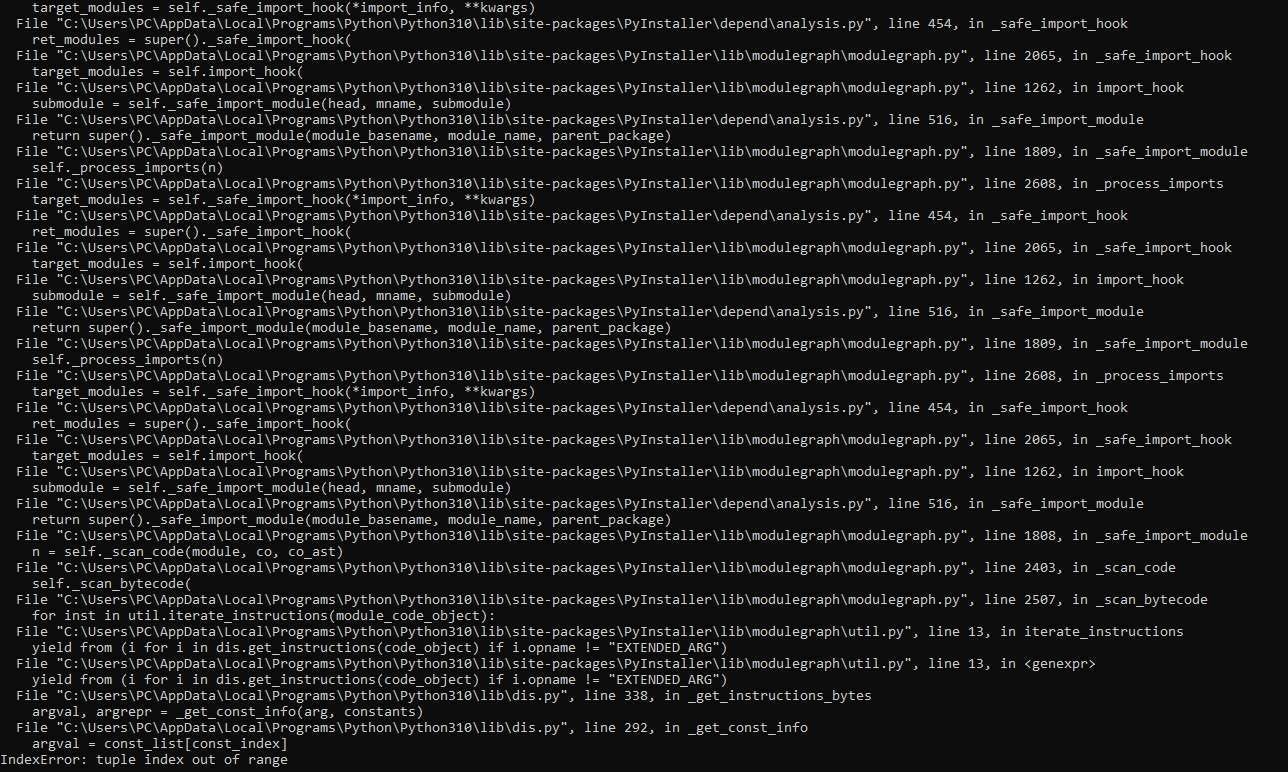 target_modules = self._safe_import_hook(*import_info, **kwargs)
  File "C:\Users\PC\AppData\Local\Programs\Python\Python310\lib\site-packages\PyInstaller\depend\analysis.py", line 454, in _safe_import_hook
    ret_modules = super()._safe_import_hook(
  File "C:\Users\PC\AppData\Local\Programs\Python\Python310\lib\site-packages\PyInstaller\lib\modulegraph\modulegraph.py", line 2065, in _safe_import_hook
    target_modules = self.import_hook(
  File "C:\Users\PC\AppData\Local\Programs\Python\Python310\lib\site-packages\PyInstaller\lib\modulegraph\modulegraph.py", line 1262, in import_hook
    submodule = self._safe_import_module(head, mname, submodule)
  File "C:\Users\PC\AppData\Local\Programs\Python\Python310\lib\site-packages\PyInstaller\depend\analysis.py", line 516, in _safe_import_module
    return super()._safe_import_module(module_basename, module_name, parent_package)
  File "C:\Users\PC\AppData\Local\Programs\Python\Python310\lib\site-packages\PyInstaller\lib\modulegraph\modulegraph.py", line 1809, in _safe_import_module
    self._process_imports(n)
  File "C:\Users\PC\AppData\Local\Programs\Python\Python310\lib\site-packages\PyInstaller\lib\modulegraph\modulegraph.py", line 2608, in _process_imports
    target_modules = self._safe_import_hook(*import_info, **kwargs)
  File "C:\Users\PC\AppData\Local\Programs\Python\Python310\lib\site-packages\PyInstaller\depend\analysis.py", line 454, in _safe_import_hook
    ret_modules = super()._safe_import_hook(
  File "C:\Users\PC\AppData\Local\Programs\Python\Python310\lib\site-packages\PyInstaller\lib\modulegraph\modulegraph.py", line 2065, in _safe_import_hook
    target_modules = self.import_hook(
  File "C:\Users\PC\AppData\Local\Programs\Python\Python310\lib\site-packages\PyInstaller\lib\modulegraph\modulegraph.py", line 1262, in import_hook
    submodule = self._safe_import_module(head, mname, submodule)
  File "C:\Users\PC\AppData\Local\Programs\Python\Python310\lib\site-packages\PyInstaller\depend\analysis.py", line 516, in _safe_import_module
    return super()._safe_import_module(module_basename, module_name, parent_package)
  File "C:\Users\PC\AppData\Local\Programs\Python\Python310\lib\site-packages\PyInstaller\lib\modulegraph\modulegraph.py", line 1809, in _safe_import_module
    self._process_imports(n)
  File "C:\Users\PC\AppData\Local\Programs\Python\Python310\lib\site-packages\PyInstaller\lib\modulegraph\modulegraph.py", line 2608, in _process_imports
    target_modules = self._safe_import_hook(*import_info, **kwargs)
  File "C:\Users\PC\AppData\Local\Programs\Python\Python310\lib\site-packages\PyInstaller\depend\analysis.py", line 454, in _safe_import_hook
    ret_modules = super()._safe_import_hook(
  File "C:\Users\PC\AppData\Local\Programs\Python\Python310\lib\site-packages\PyInstaller\lib\modulegraph\modulegraph.py", line 2065, in _safe_import_hook
    target_modules = self.import_hook(
  File "C:\Users\PC\AppData\Local\Programs\Python\Python310\lib\site-packages\PyInstaller\lib\modulegraph\modulegraph.py", line 1262, in import_hook
    submodule = self._safe_import_module(head, mname, submodule)
  File "C:\Users\PC\AppData\Local\Programs\Python\Python310\lib\site-packages\PyInstaller\depend\analysis.py", line 516, in _safe_import_module
    return super()._safe_import_module(module_basename, module_name, parent_package)
  File "C:\Users\PC\AppData\Local\Programs\Python\Python310\lib\site-packages\PyInstaller\lib\modulegraph\modulegraph.py", line 1808, in _safe_import_module
    n = self._scan_code(module, co, co_ast)
  File "C:\Users\PC\AppData\Local\Programs\Python\Python310\lib\site-packages\PyInstaller\lib\modulegraph\modulegraph.py", line 2403, in _scan_code
    self._scan_bytecode(
  File "C:\Users\PC\AppData\Local\Programs\Python\Python310\lib\site-packages\PyInstaller\lib\modulegraph\modulegraph.py", line 2507, in _scan_bytecode
    for inst in util.iterate_instructions(module_code_object):
  File "C:\Users\PC\AppData\Local\Programs\Python\Python310\lib\site-packages\PyInstaller\lib\modulegraph\util.py", line 13, in iterate_instructions
    yield from (i for i in dis.get_instructions(code_object) if i.opname != "EXTENDED_ARG")
  File "C:\Users\PC\AppData\Local\Programs\Python\Python310\lib\site-packages\PyInstaller\lib\modulegraph\util.py", line 13, in <genexpr>
    yield from (i for i in dis.get_instructions(code_object) if i.opname != "EXTENDED_ARG")
  File "C:\Users\PC\AppData\Local\Programs\Python\Python310\lib\dis.py", line 338, in _get_instructions_bytes
    argval, argrepr = _get_const_info(arg, constants)
  File "C:\Users\PC\AppData\Local\Programs\Python\Python310\lib\dis.py", line 292, in _get_const_info
    argval = const_list[const_index]
IndexError: tuple index out of range